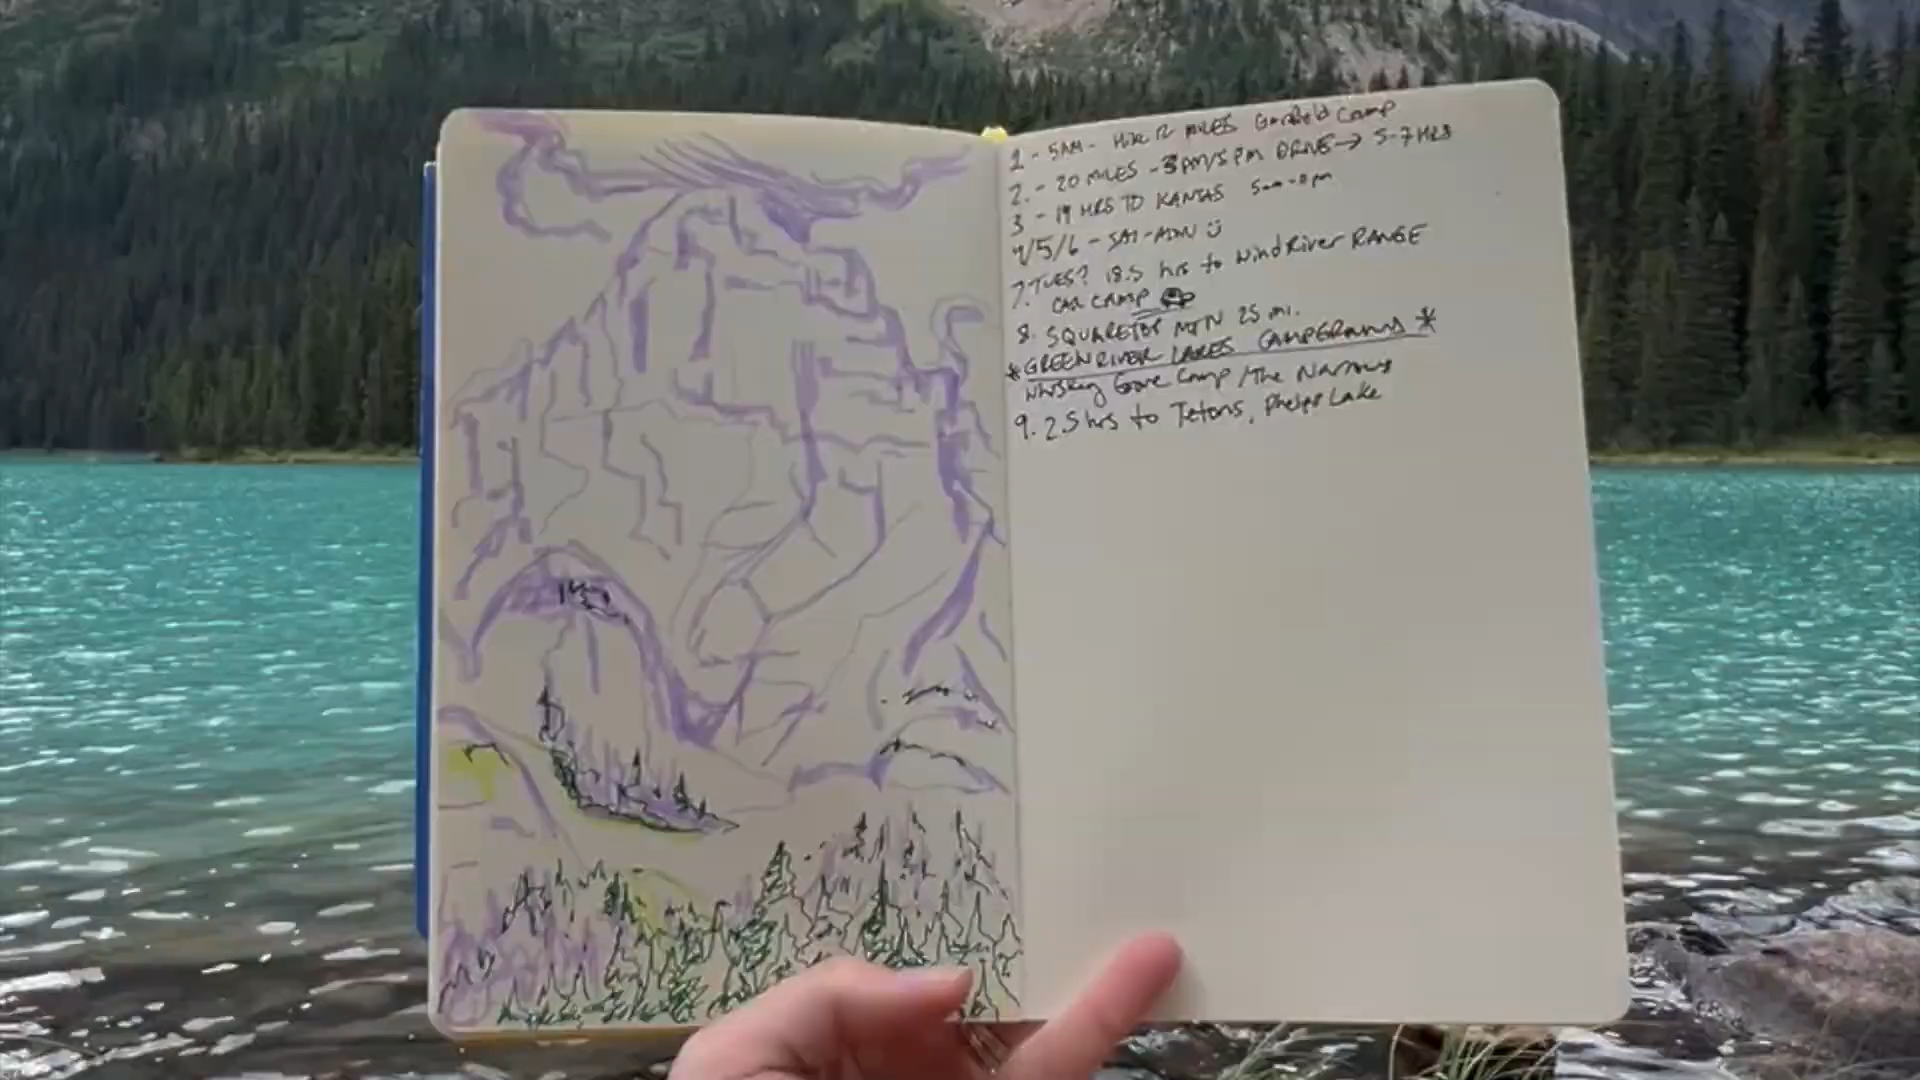 1 - 5AM - HIKE 12 MILES Camp
2. - 20 MILES - 3PM/5PM DRIVE → 5-7 HRS
3 - 19 HRS TO KANSAS 5am-
4/5/6 - SAT-MON ☺
7. TUES? 18.5 hrs to Wind River RANGE
CAR CAMP
8. SQUARETOP MTN 25 mi.
*GREEN RIVER LAKES CAMPGROUND *
Whiskey Grove Camp / The Narrows
9. 2.5 hrs to Tetons, Phelps Lake